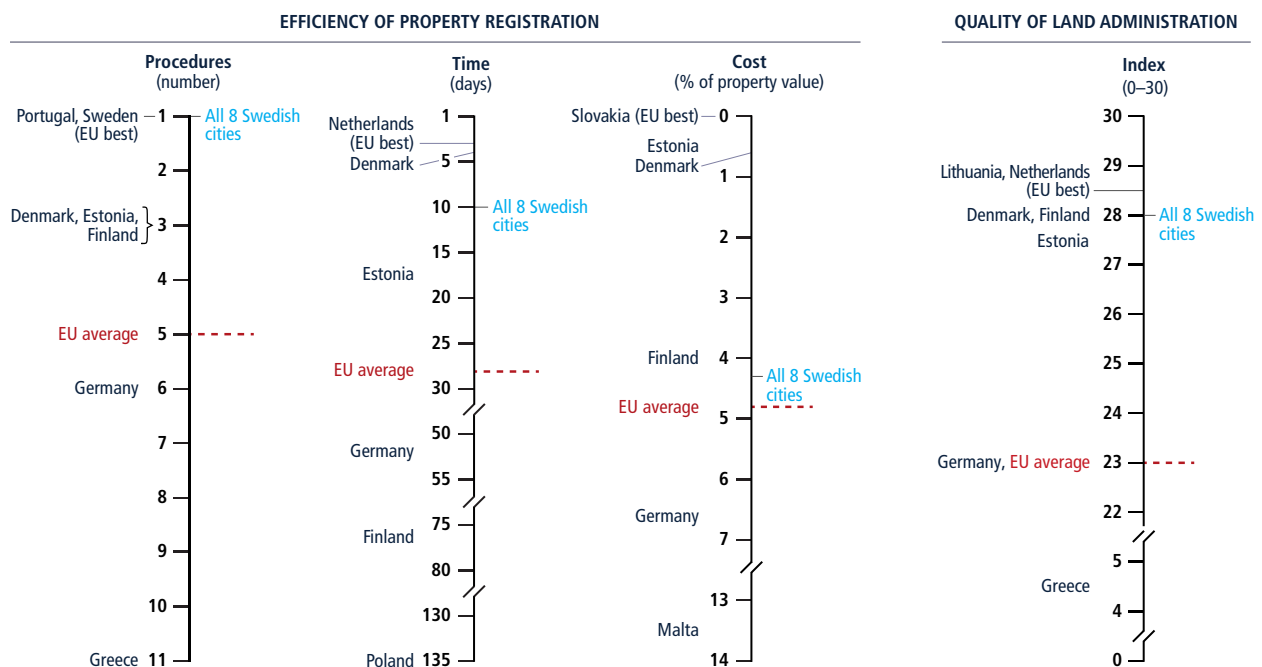 EFFICIENCY OF PROPERTY REGISTRATION
QUALITY OF LAND ADMINISTRATION
Procedures
(number)
Portugal, Sweden
(EU best)
1
All 8 Swedish
cities
2
Denmark, Estonia,
Finland
3
4
EU average 5
Germany 6
7
8
9
10
Greece 11
Time
(days)
1
Netherlands
(EU best)
Denmark 5
10
All 8 Swedish
cities
15
Estonia
20
25
EU average
30
50
Germany
55
75
Finland
80
130
Poland 135
Cost
(% of property value)
Slovakia (EU best) 0
Estonia
Denmark
1
2
3
Finland 4
All 8 Swedish
cities
EU average
5
6
Germany
7
13
Malta
14
Index
(0–30)
30
29
Lithuania, Netherlands
(EU best)
Denmark, Finland 28
All 8 Swedish
cities
Estonia
27
26
25
24
Germany, EU average 23
22
5
Greece
4
0